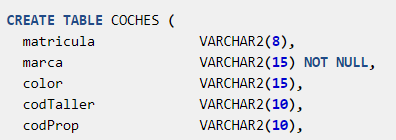 CREATE TABLE COCHES (
matricula VARCHAR2(8),
marca VARCHAR2(15) NOT NULL,
color VARCHAR2(15),
codTaller VARCHAR2(10),
codProp VARCHAR2(10),